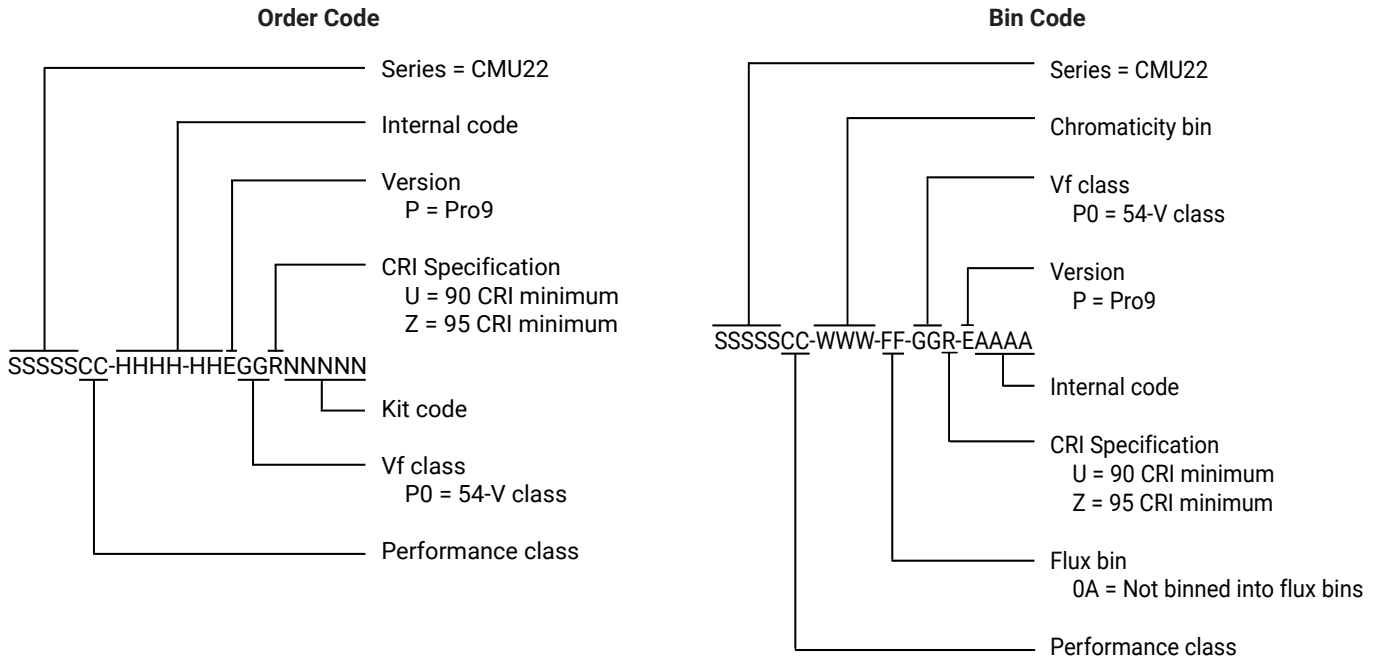 Order Code
Series = CMU22
Internal code
Version
P = Pro9
CRI Specification
U = 90 CRI minimum
Z = 95 CRI minimum
SSSSSCC-HHHH-HHEGGRNNNNN
Kit code
Vf class
P0 = 54-V class
Performance class
Bin Code
Series = CMU22
Chromaticity bin
Vf class
P0 = 54-V class
Version
P = Pro9
SSSSSCC-WWW-FF-GGR-EAAAA
Internal code
CRI Specification
U = 90 CRI minimum
Z = 95 CRI minimum
Flux bin
0A = Not binned into flux bins
Performance class